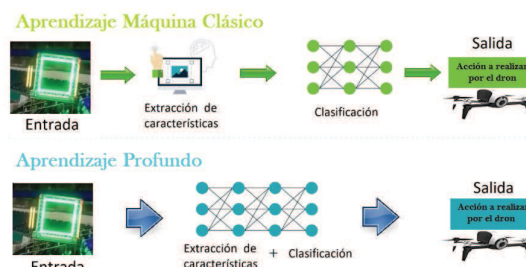 Aprendizaje Máquina Clásico
Salida
Acción a realizar
por el dron
Extracción de
características
Clasificación
Entrada
Aprendizaje Profundo
Salida
Acción a realizar
por el dron
Extracción de
características
+ Clasificación
Entrada